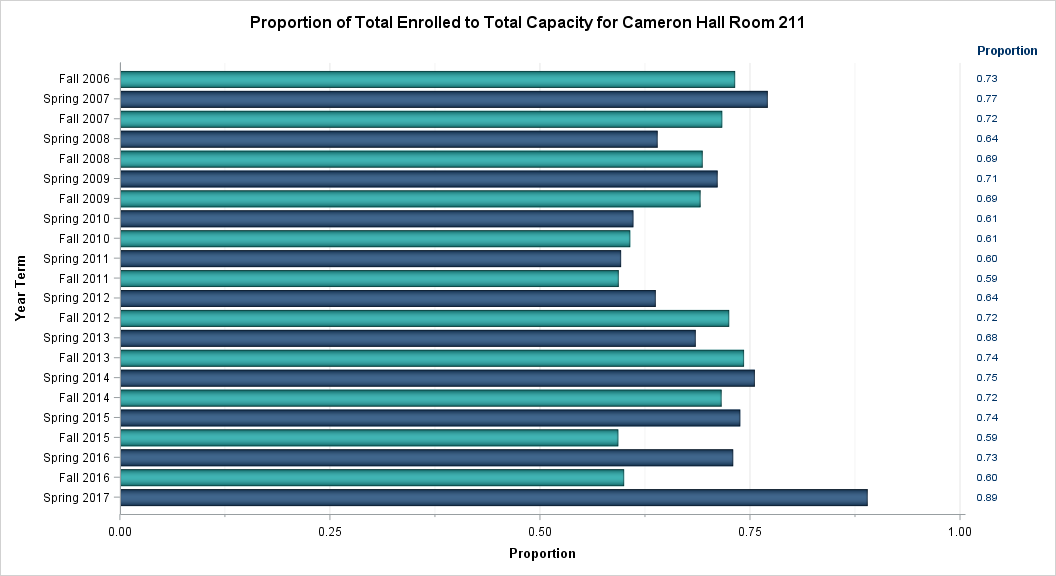 Proportion of Total Enrolled to Total Capacity for Cameron Hall Room 211
Proportion
Fall 2006 0.73
Spring 2007 0.77
Fall 2007 0.72
Spring 2008 0.64
Fall 2008 0.69
Spring 2009 0.71
Fall 2009 0.69
Spring 2010 0.61
Fall 2010 0.61
Spring 2011 0.60
Fall 2011 0.59
Spring 2012 0.64
Fall 2012 0.72
Spring 2013 0.68
Fall 2013 0.74
Spring 2014 0.75
Fall 2014 0.72
Spring 2015 0.74
Fall 2015 0.59
Spring 2016 0.73
Fall 2016 0.60
Spring 2017 0.89
Year Term
0.00 0.25 0.50 0.75 1.00
Proportion